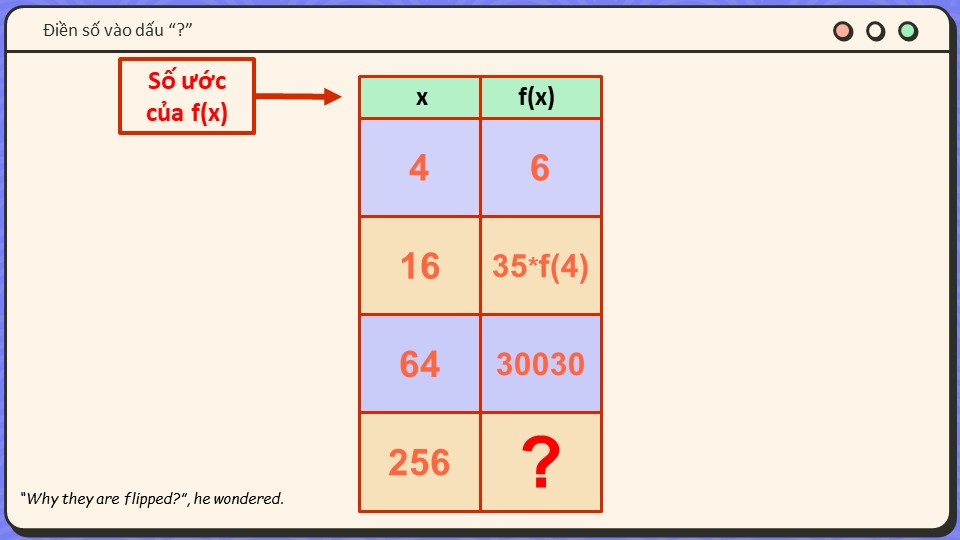 Điền số vào dấu “?”
Số ước
của f(x)
x f(x)
4 6
16 35*f(4)
64 30030
256 ?
“Why they are flipped?”, he wondered.